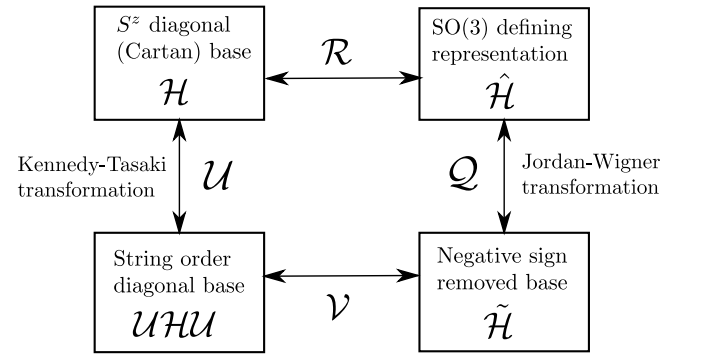 S^z diagonal
(Cartan) base
ℋ
ℛ
SO(3) defining
representation
ℋ̂
Kennedy-Tasaki
transformation
𝒰
𝒬
Jordan-Wigner
transformation
String order
diagonal base
𝒰ℋ𝒰
𝒱
Negative sign
removed base
ℋ̃